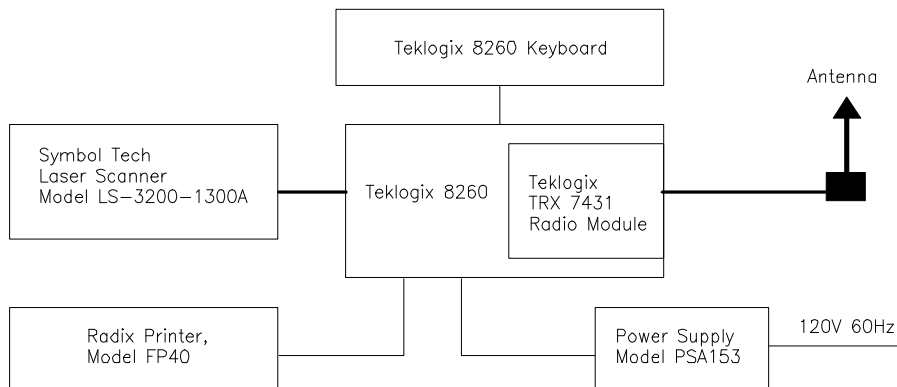 Teklogix 8260 Keyboard
Antenna
Symbol Tech
Laser Scanner
Model LS-3200-1300A
Teklogix 8260
Teklogix
TRX 7431
Radio Module
Radix Printer,
Model FP40
Power Supply
Model PSA153
120V 60Hz